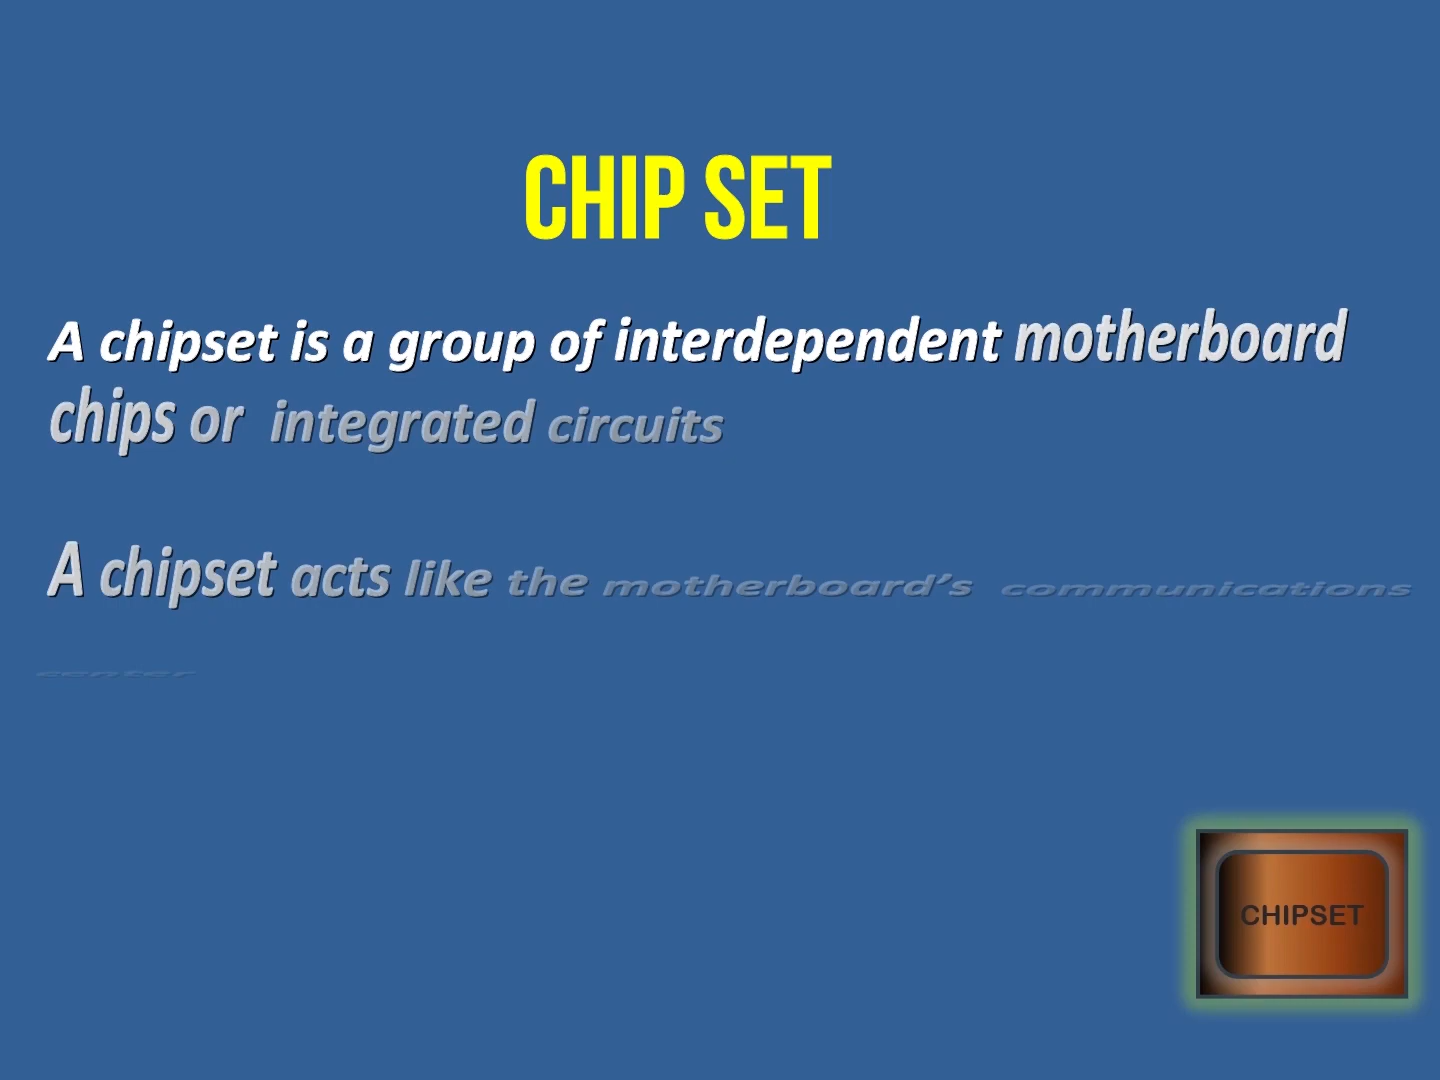 CHIP SET
A chipset is a group of interdependent motherboard
chips or integrated circuits
A chipset acts like the motherboard’s communications
center
CHIPSET